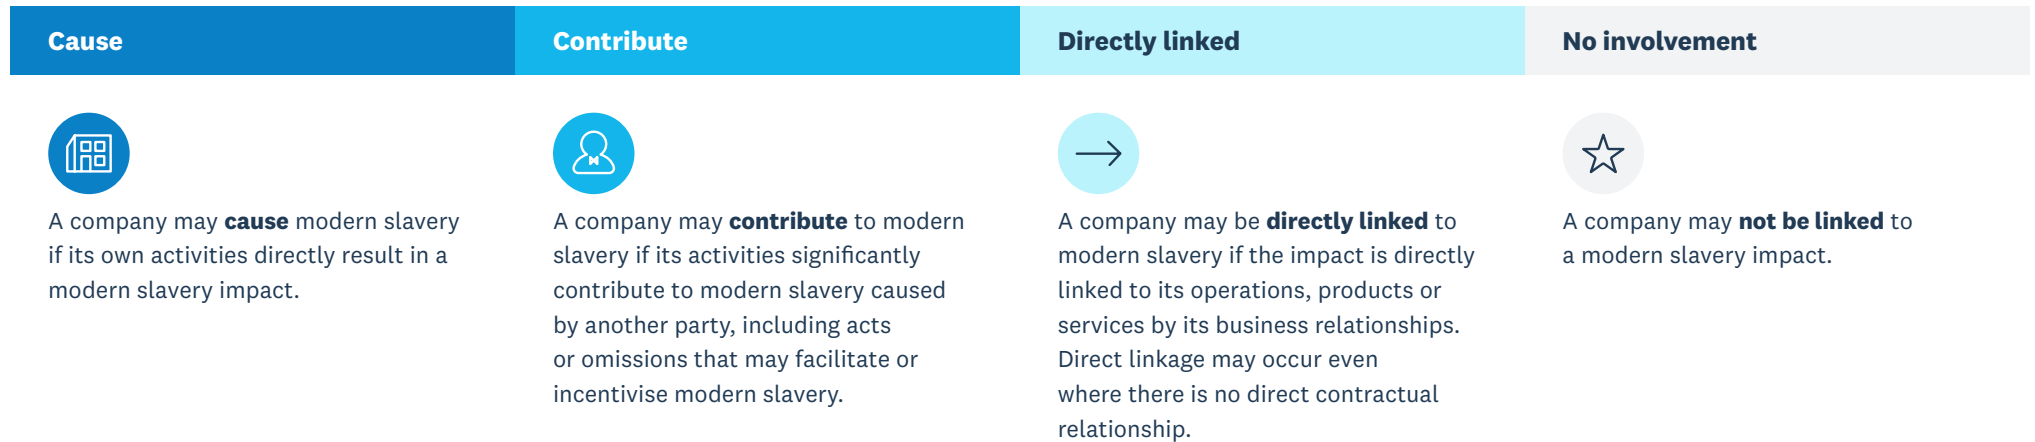 Cause
A company may cause modern slavery
if its own activities directly result in a
modern slavery impact.
Contribute
A company may contribute to modern
slavery if its activities significantly
contribute to modern slavery caused
by another party, including acts
or omissions that may facilitate or
incentivise modern slavery.
Directly linked
A company may be directly linked to
modern slavery if the impact is directly
linked to its operations, products or
services by its business relationships.
Direct linkage may occur even
where there is no direct contractual
relationship.
No involvement
A company may not be linked to
a modern slavery impact.